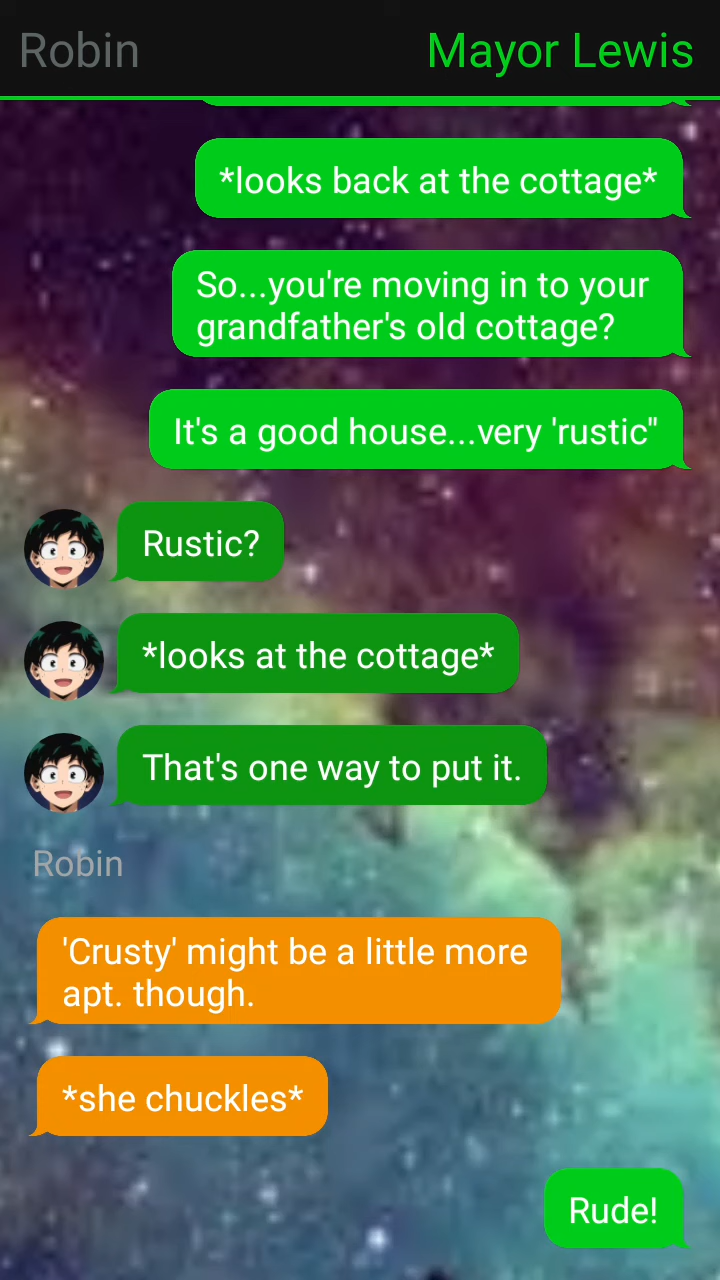 Robin
Mayor Lewis
*looks back at the cottage*
So...you're moving in to your
grandfather's old cottage?
It's a good house...very 'rustic"
Rustic?
*looks at the cottage*
That's one way to put it.
Robin
'Crusty' might be a little more
apt. though.
*she chuckles*
Rude!